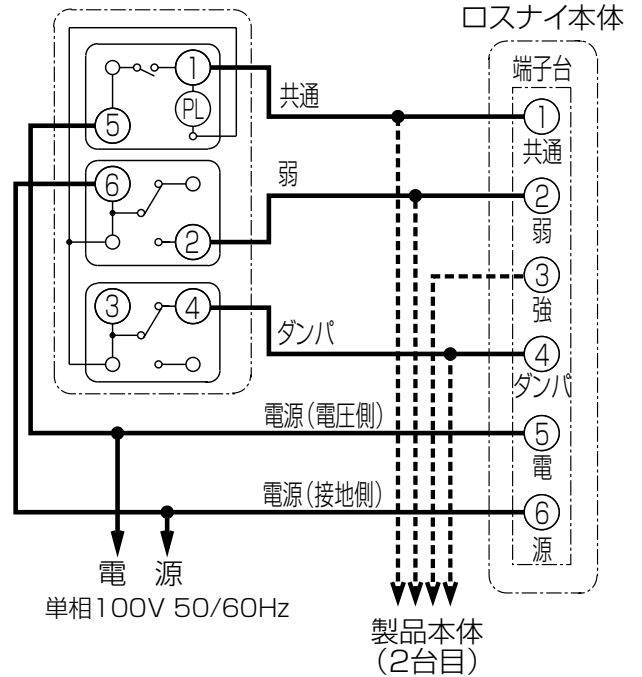 ロスナイ本体
端子台
①
PL
⑤
共通
①
共通
⑥
②
弱
②
弱
③
④
③
強
ダンパ
④
ダンパ
電源(電圧側)
⑤
電
電源(接地側)
⑥
源
電 源
単相100V 50/60Hz
製品本体
(2台目)